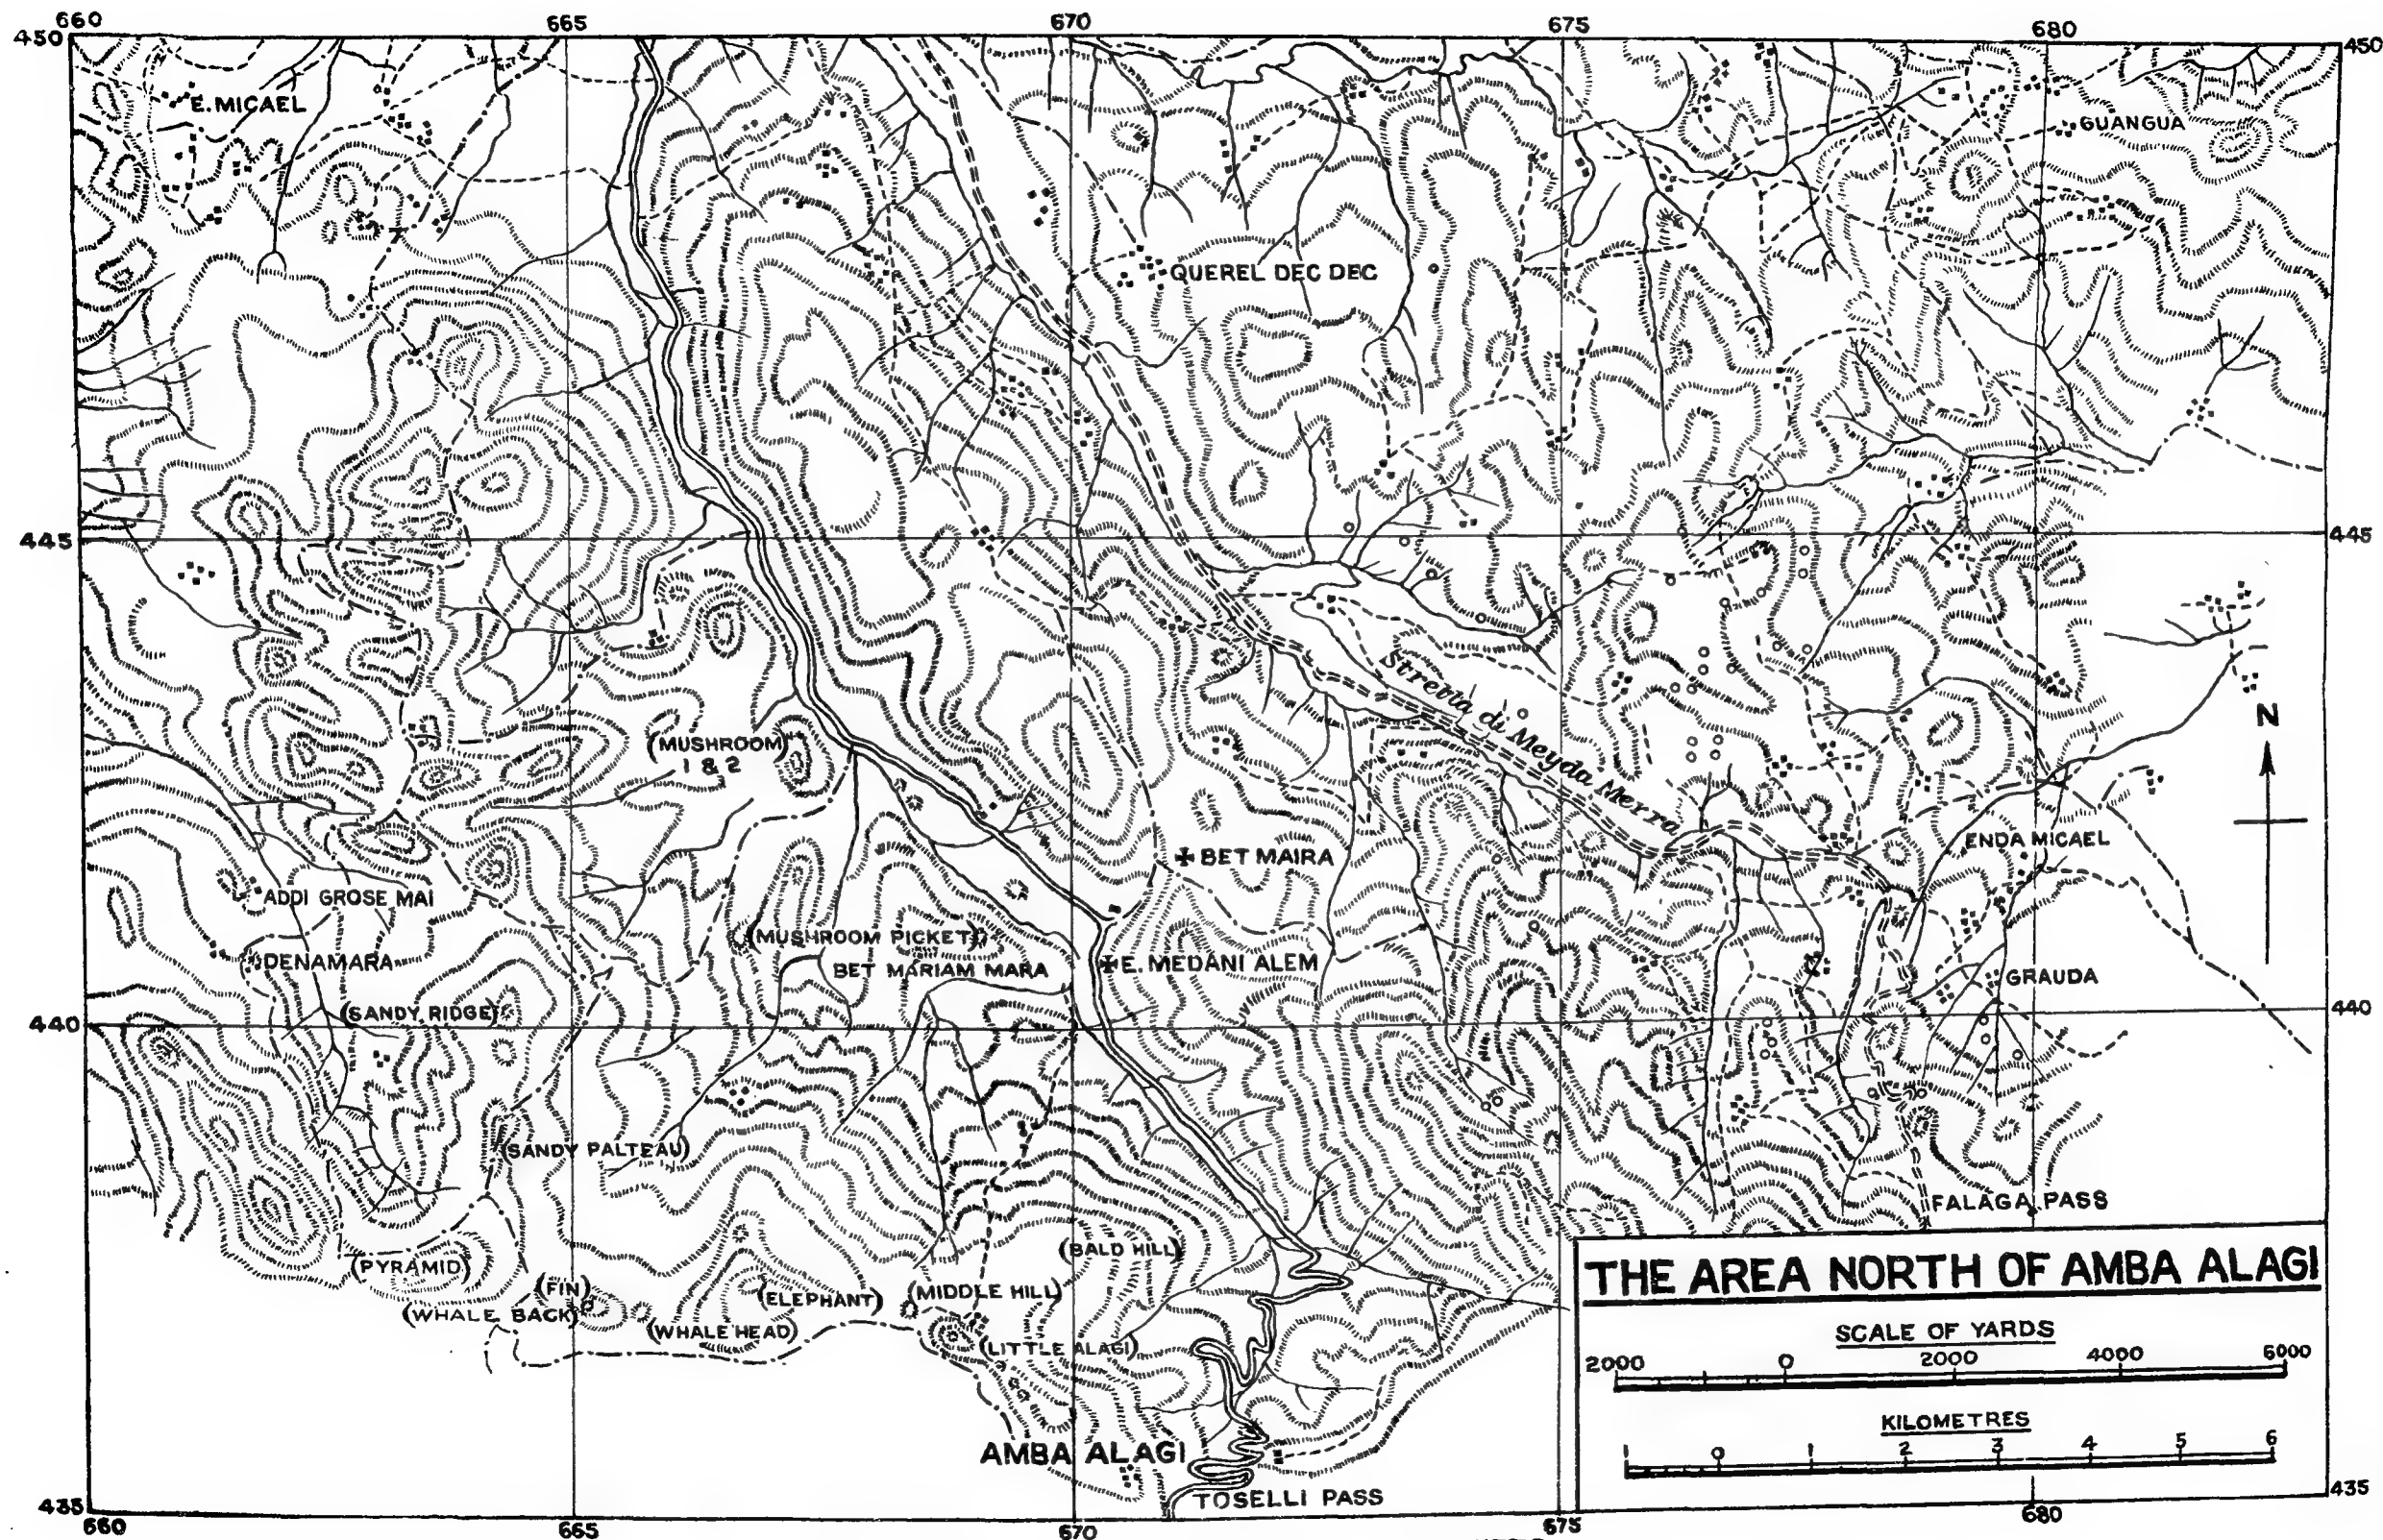 660 665 670 675 680
450 450
E. MICAEL
GUANGUA
QUEREL DEC DEC
445 445
Stretta di Meyda Merra
N
(MUSHROOM)
1 & 2
BET MAIRA
ENDA MICAEL
ADDI GROSE MAI
(MUSHROOM PICKET)
DENAMARA
E. MEDANI ALEM
BET MARIAM MARA
GRAUDA
(SANDY RIDGE)
440 440
(SANDY PALTEAU)
FALAGA PASS
(BALD HILL)
(PYRAMID)
(FIN)
(ELEPHANT)
(MIDDLE HILL)
(WHALE BACK)
(WHALE HEAD)
(LITTLE ALAGI)
AMBA ALAGI
TOSELLI PASS
THE AREA NORTH OF AMBA ALAGI
SCALE OF YARDS
2000 0 2000 4000 6000
KILOMETRES
1 0 1 2 3 4 5 6
435 435
660 665 670 675 680